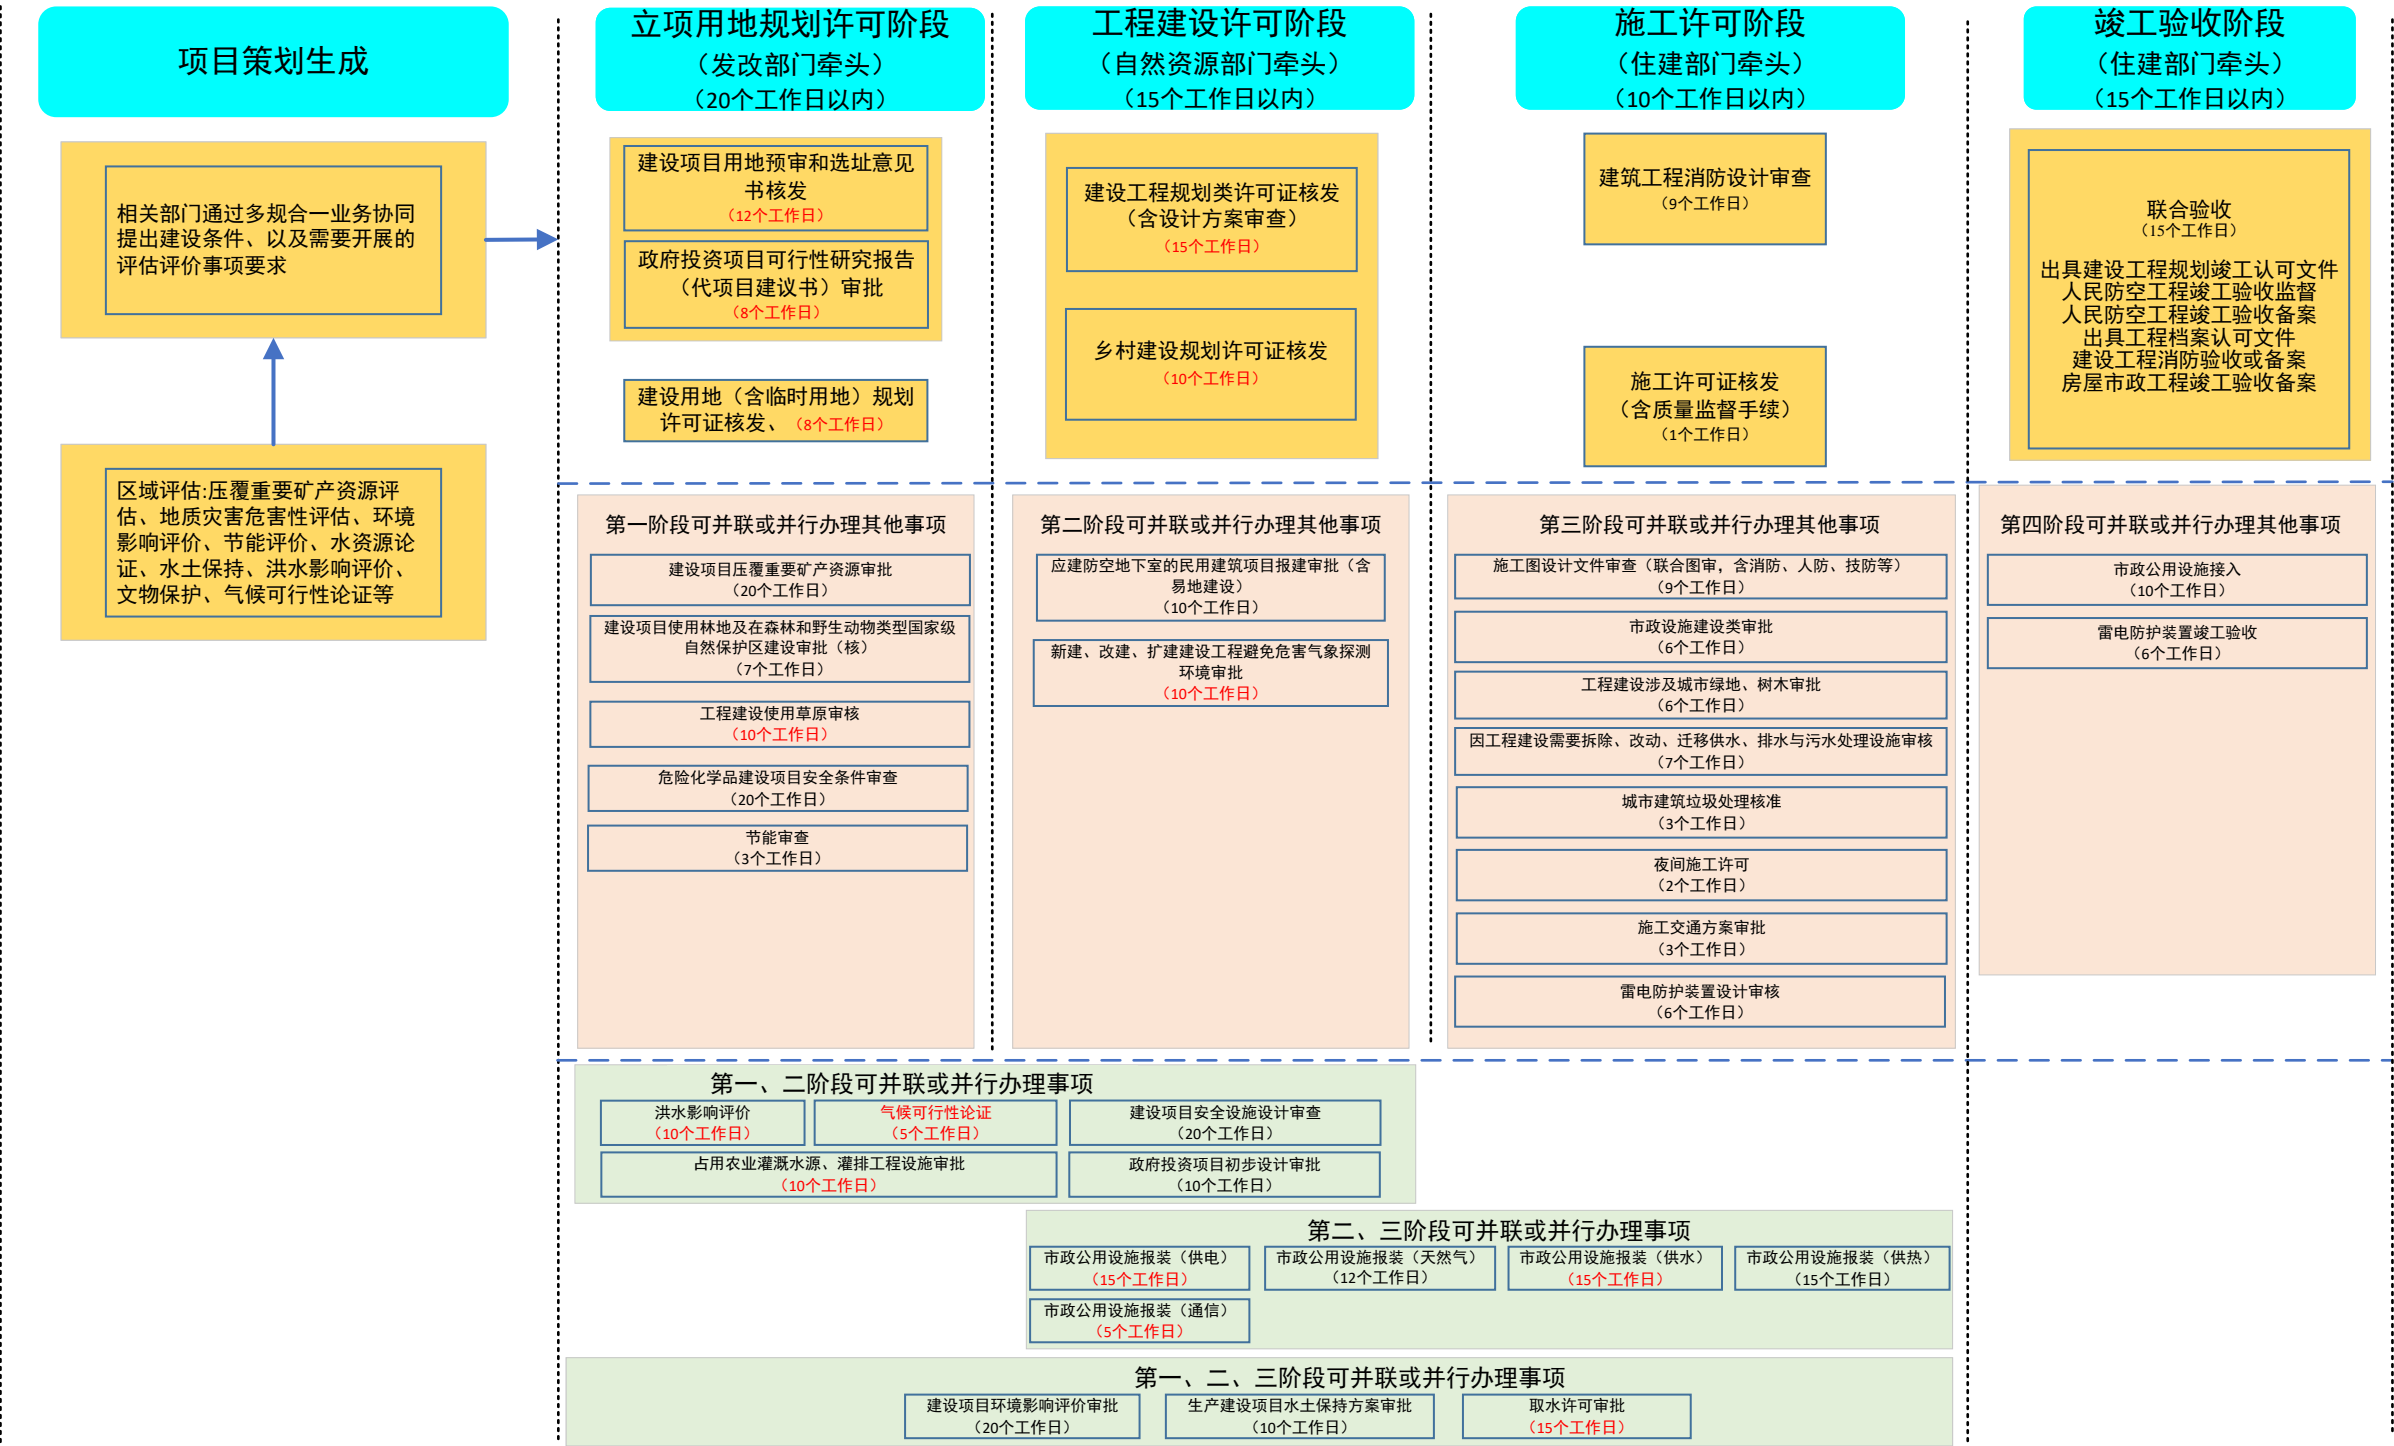 项目策划生成
相关部门通过多规合一业务协同
提出建设条件、以及需要开展的
评估评价事项要求
区域评估:压覆重要矿产资源评
估、地质灾害危害性评估、环境
影响评价、节能评价、水资源论
证、水土保持、洪水影响评价、
文物保护、气候可行性论证等
立项用地规划许可阶段
（发改部门牵头）
（20个工作日以内）
建设项目用地预审和选址意见
书核发
（12个工作日）
政府投资项目可行性研究报告
（代项目建议书）审批
（8个工作日）
建设用地（含临时用地）规划
许可证核发、（8个工作日）
工程建设许可阶段
（自然资源部门牵头）
（15个工作日以内）
建设工程规划类许可证核发
（含设计方案审查）
（15个工作日）
乡村建设规划许可证核发
（10个工作日）
施工许可阶段
（住建部门牵头）
（10个工作日以内）
建筑工程消防设计审查
（9个工作日）
施工许可证核发
（含质量监督手续）
（1个工作日）
竣工验收阶段
（住建部门牵头）
（15个工作日以内）
联合验收
（15个工作日）
出具建设工程规划竣工认可文件
人民防空工程竣工验收监督
人民防空工程竣工验收备案
出具工程档案认可文件
建设工程消防验收或备案
房屋市政工程竣工验收备案
第一阶段可并联或并行办理其他事项
建设项目压覆重要矿产资源审批
（20个工作日）
建设项目使用林地及在森林和野生动物类型国家级
自然保护区建设审批（核）
（7个工作日）
工程建设使用草原审核
（10个工作日）
危险化学品建设项目安全条件审查
（20个工作日）
节能审查
（3个工作日）
第二阶段可并联或并行办理其他事项
应建防空地下室的民用建筑项目报建审批（含
易地建设）
（10个工作日）
新建、改建、扩建建设工程避免危害气象探测
环境审批
（10个工作日）
第三阶段可并联或并行办理其他事项
施工图设计文件审查（联合图审，含消防、人防、技防等）
（9个工作日）
市政设施建设类审批
（6个工作日）
工程建设涉及城市绿地、树木审批
（6个工作日）
因工程建设需要拆除、改动、迁移供水、排水与污水处理设施审核
（7个工作日）
城市建筑垃圾处理核准
（3个工作日）
夜间施工许可
（2个工作日）
施工交通方案审批
（3个工作日）
雷电防护装置设计审核
（6个工作日）
第四阶段可并联或并行办理其他事项
市政公用设施接入
（10个工作日）
雷电防护装置竣工验收
（6个工作日）
第一、二阶段可并联或并行办理事项
洪水影响评价
（10个工作日）
气候可行性论证
（5个工作日）
建设项目安全设施设计审查
（20个工作日）
占用农业灌溉水源、灌排工程设施审批
（10个工作日）
政府投资项目初步设计审批
（10个工作日）
第二、三阶段可并联或并行办理事项
市政公用设施报装（供电）
（15个工作日）
市政公用设施报装（天然气）
（12个工作日）
市政公用设施报装（供水）
（15个工作日）
市政公用设施报装（供热）
（15个工作日）
市政公用设施报装（通信）
（5个工作日）
第一、二、三阶段可并联或并行办理事项
建设项目环境影响评价审批
（20个工作日）
生产建设项目水土保持方案审批
（10个工作日）
取水许可审批
（15个工作日）